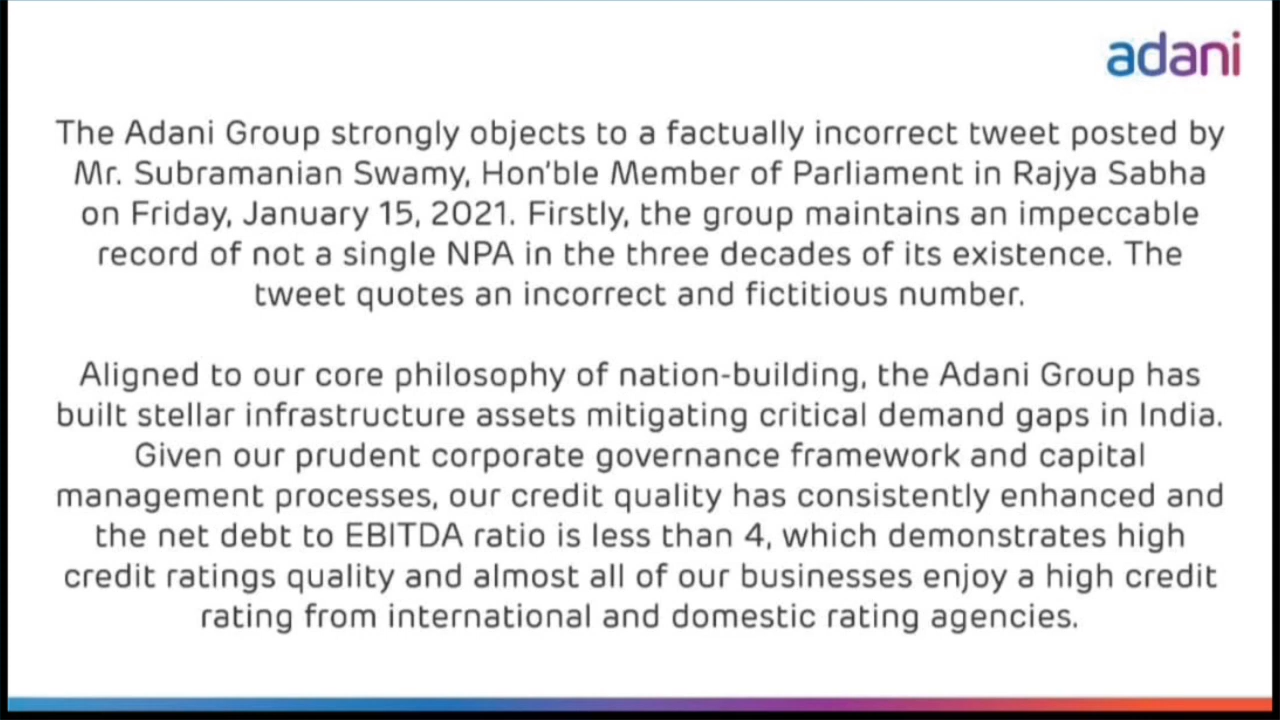 adani
The Adani Group strongly objects to a factually incorrect tweet posted by
Mr. Subramanian Swamy, Hon'ble Member of Parliament in Rajya Sabha
on Friday, January 15, 2021. Firstly, the group maintains an impeccable
record of not a single NPA in the three decades of its existence. The
tweet quotes an incorrect and fictitious number.
Aligned to our core philosophy of nation-building, the Adani Group has
built stellar infrastructure assets mitigating critical demand gaps in India.
Given our prudent corporate governance framework and capital
management processes, our credit quality has consistently enhanced and
the net debt to EBITDA ratio is less than 4, which demonstrates high
credit ratings quality and almost all of our businesses enjoy a high credit
rating from international and domestic rating agencies.